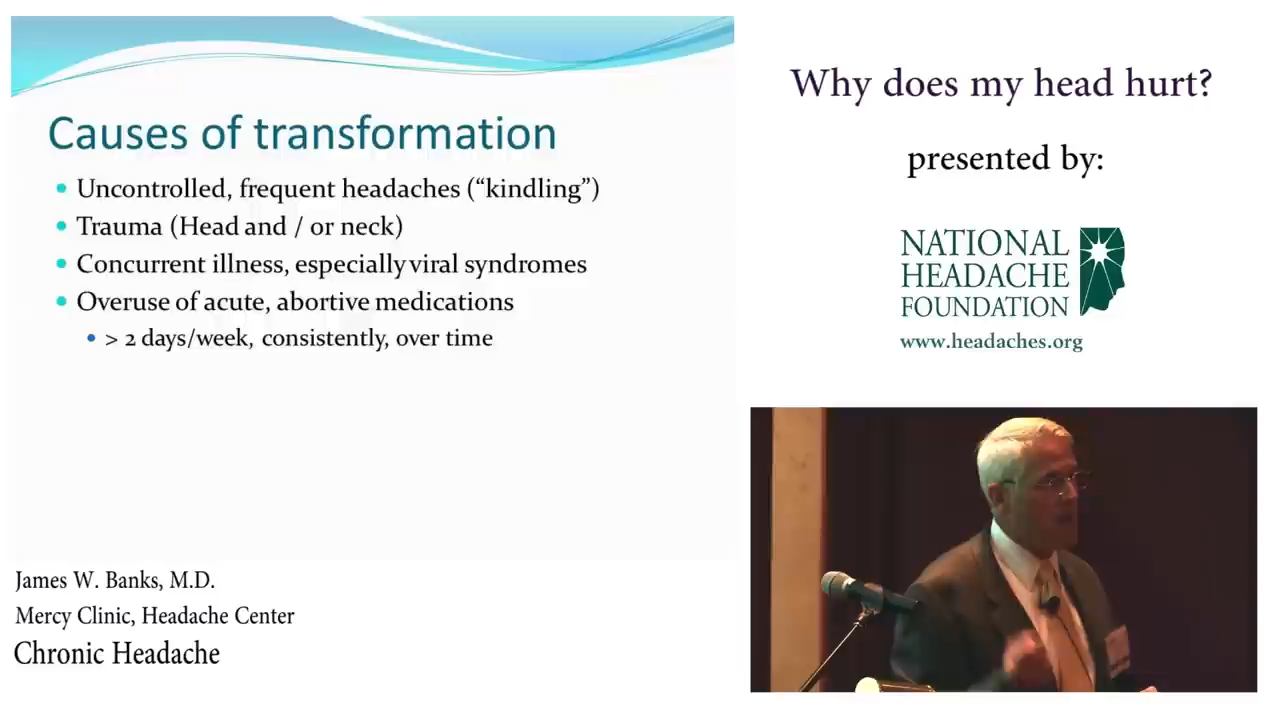 Causes of transformation
Uncontrolled, frequent headaches (“kindling”)
Trauma (Head and / or neck)
Concurrent illness, especially viral syndromes
Overuse of acute, abortive medications
> 2 days/week, consistently, over time
James W. Banks, M.D.
Mercy Clinic, Headache Center
Chronic Headache
Why does my head hurt?
presented by:
NATIONAL
HEADACHE
FOUNDATION
www.headaches.org